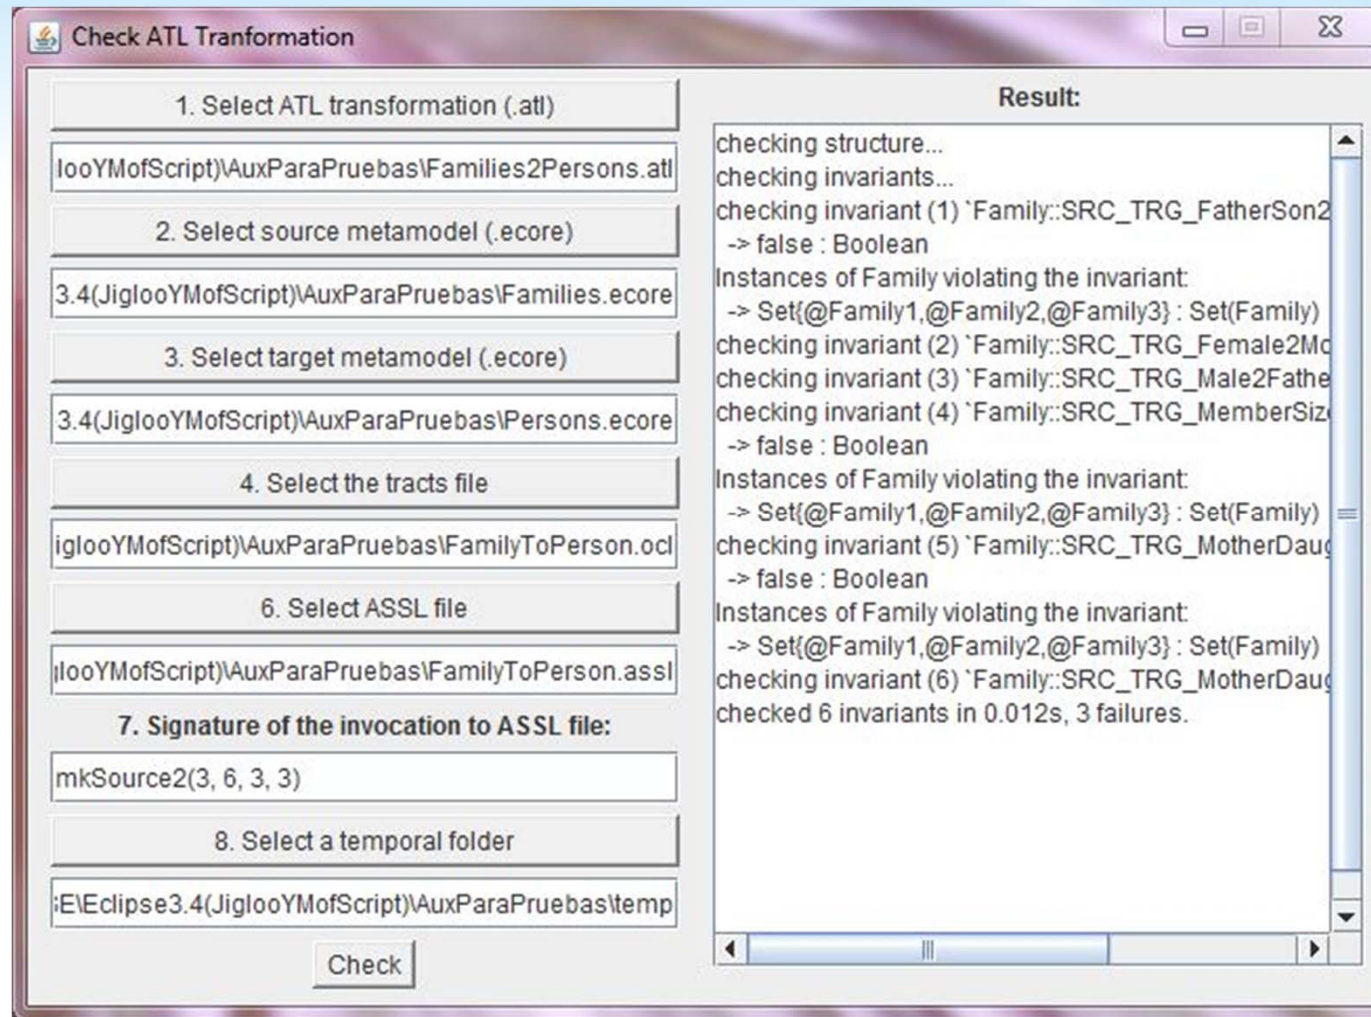 Check ATL Tranformation
1. Select ATL transformation (.atl)
looYMofScript)\AuxParaPruebas\Families2Persons.atl
2. Select source metamodel (.ecore)
3.4(JiglooYMofScript)\AuxParaPruebas\Families.ecore
3. Select target metamodel (.ecore)
3.4(JiglooYMofScript)\AuxParaPruebas\Persons.ecore
4. Select the tracts file
iglooYMofScript)\AuxParaPruebas\FamilyToPerson.ocl
6. Select ASSL file
looYMofScript)\AuxParaPruebas\FamilyToPerson.assl
7. Signature of the invocation to ASSL file:
mkSource2(3, 6, 3, 3)
8. Select a temporal folder
E\Eclipse3.4(JiglooYMofScript)\AuxParaPruebas\temp
Check
Result:
checking structure...
checking invariants...
checking invariant (1) `Family::SRC_TRG_FatherSon2
-> false : Boolean
Instances of Family violating the invariant:
-> Set{@Family1,@Family2,@Family3} : Set(Family)
checking invariant (2) `Family::SRC_TRG_Female2Mo
checking invariant (3) `Family::SRC_TRG_Male2Fathe
checking invariant (4) `Family::SRC_TRG_MemberSize
-> false : Boolean
Instances of Family violating the invariant:
-> Set{@Family1,@Family2,@Family3} : Set(Family)
checking invariant (5) `Family::SRC_TRG_MotherDaug
-> false : Boolean
Instances of Family violating the invariant:
-> Set{@Family1,@Family2,@Family3} : Set(Family)
checking invariant (6) `Family::SRC_TRG_MotherDaug
checked 6 invariants in 0.012s, 3 failures.